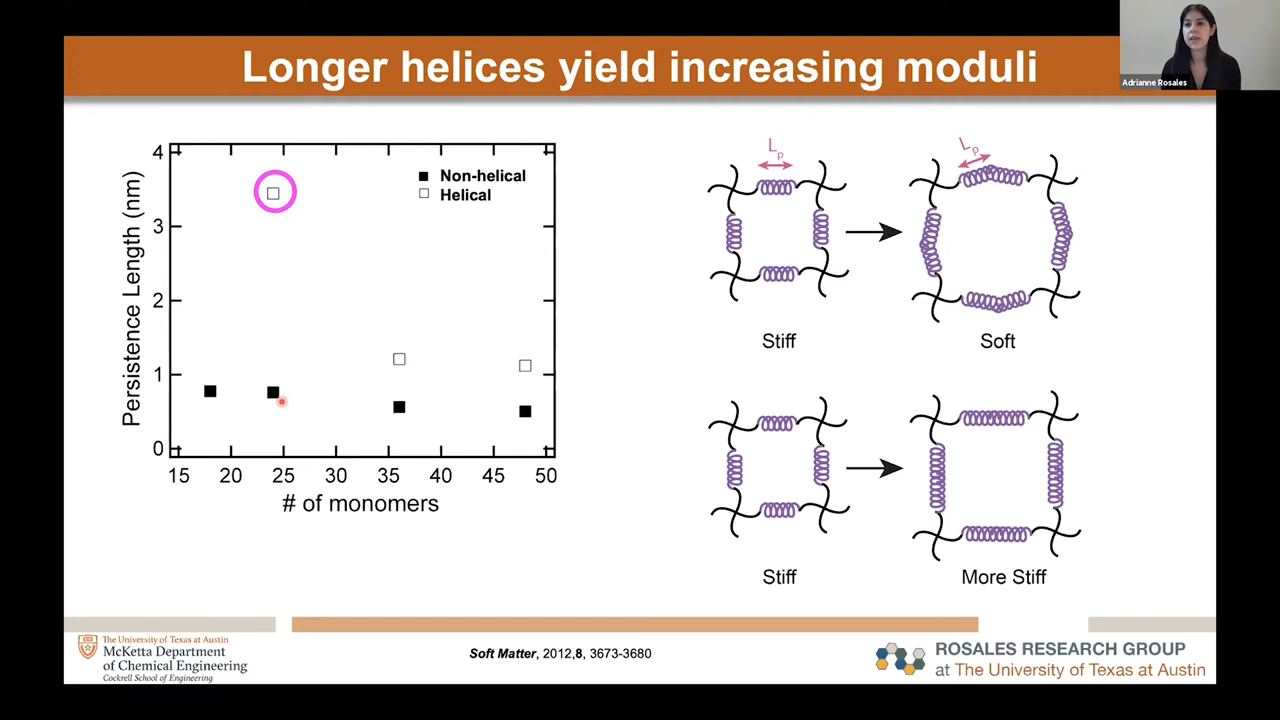 Longer helices yield increasing moduli
Adrianne Rosales
Persistence Length (nm)
4
3
2
1
0
15 20 25 30 35 40 45 50
# of monomers
Non-helical
Helical
Lp
Lp
Stiff
Soft
Stiff
More Stiff
The University of Texas at Austin
McKetta Department
of Chemical Engineering
Cockrell School of Engineering
Soft Matter, 2012,8, 3673-3680
ROSALES RESEARCH GROUP
at The University of Texas at Austin